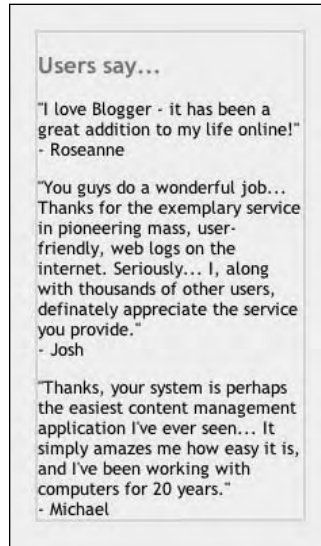 Users say...
"I love Blogger - it has been a
great addition to my life online!"
- Roseanne
"You guys do a wonderful job...
Thanks for the exemplary service
in pioneering mass, user-
friendly, web logs on the
internet. Seriously... I, along
with thousands of other users,
definately appreciate the service
you provide."
- Josh
"Thanks, your system is perhaps
the easiest content management
application I've ever seen... It
simply amazes me how easy it is,
and I've been working with
computers for 20 years."
- Michael